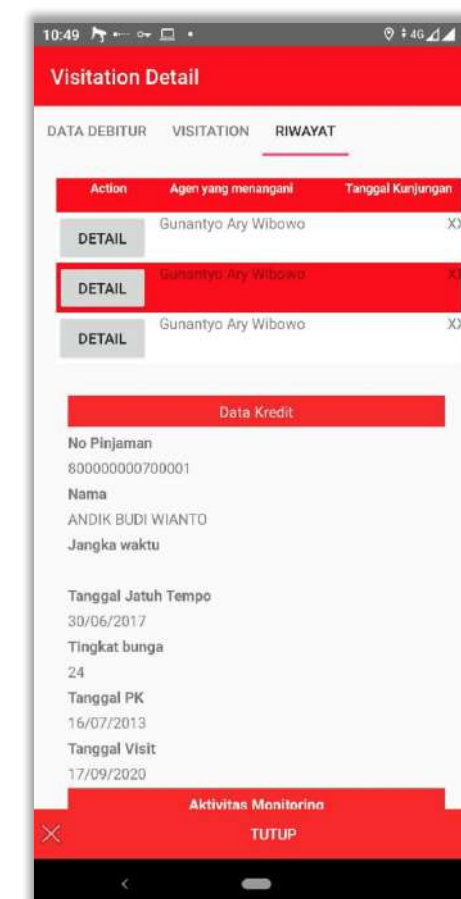 10:49
4G
Visitation Detail
DATA DEBITUR VISITATION RIWAYAT
Action Agen yang menangani Tanggal Kunjungan
DETAIL Gunantyo Ary Wibowo XX
DETAIL Gunantyo Ary Wibowo XX
DETAIL Gunantyo Ary Wibowo XX
Data Kredit
No Pinjaman
800000000700001
Nama
ANDIK BUDI WIANTO
Jangka waktu
Tanggal Jatuh Tempo
30/06/2017
Tingkat bunga
24
Tanggal PK
16/07/2013
Tanggal Visit
17/09/2020
Aktivitas Monitoring
TUTUP